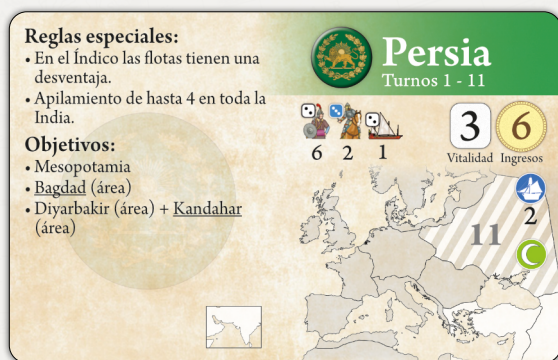 Reglas especiales:
• En el Índico las flotas tienen una
desventaja.
• Apilamiento de hasta 4 en toda la
India.
Objetivos:
• Mesopotamia
• Bagdad (área)
• Diyarbakir (área) + Kandahar
(área)
Persia
Turnos 1 - 11
6 2 1
3 6
Vitalidad Ingresos
2
11